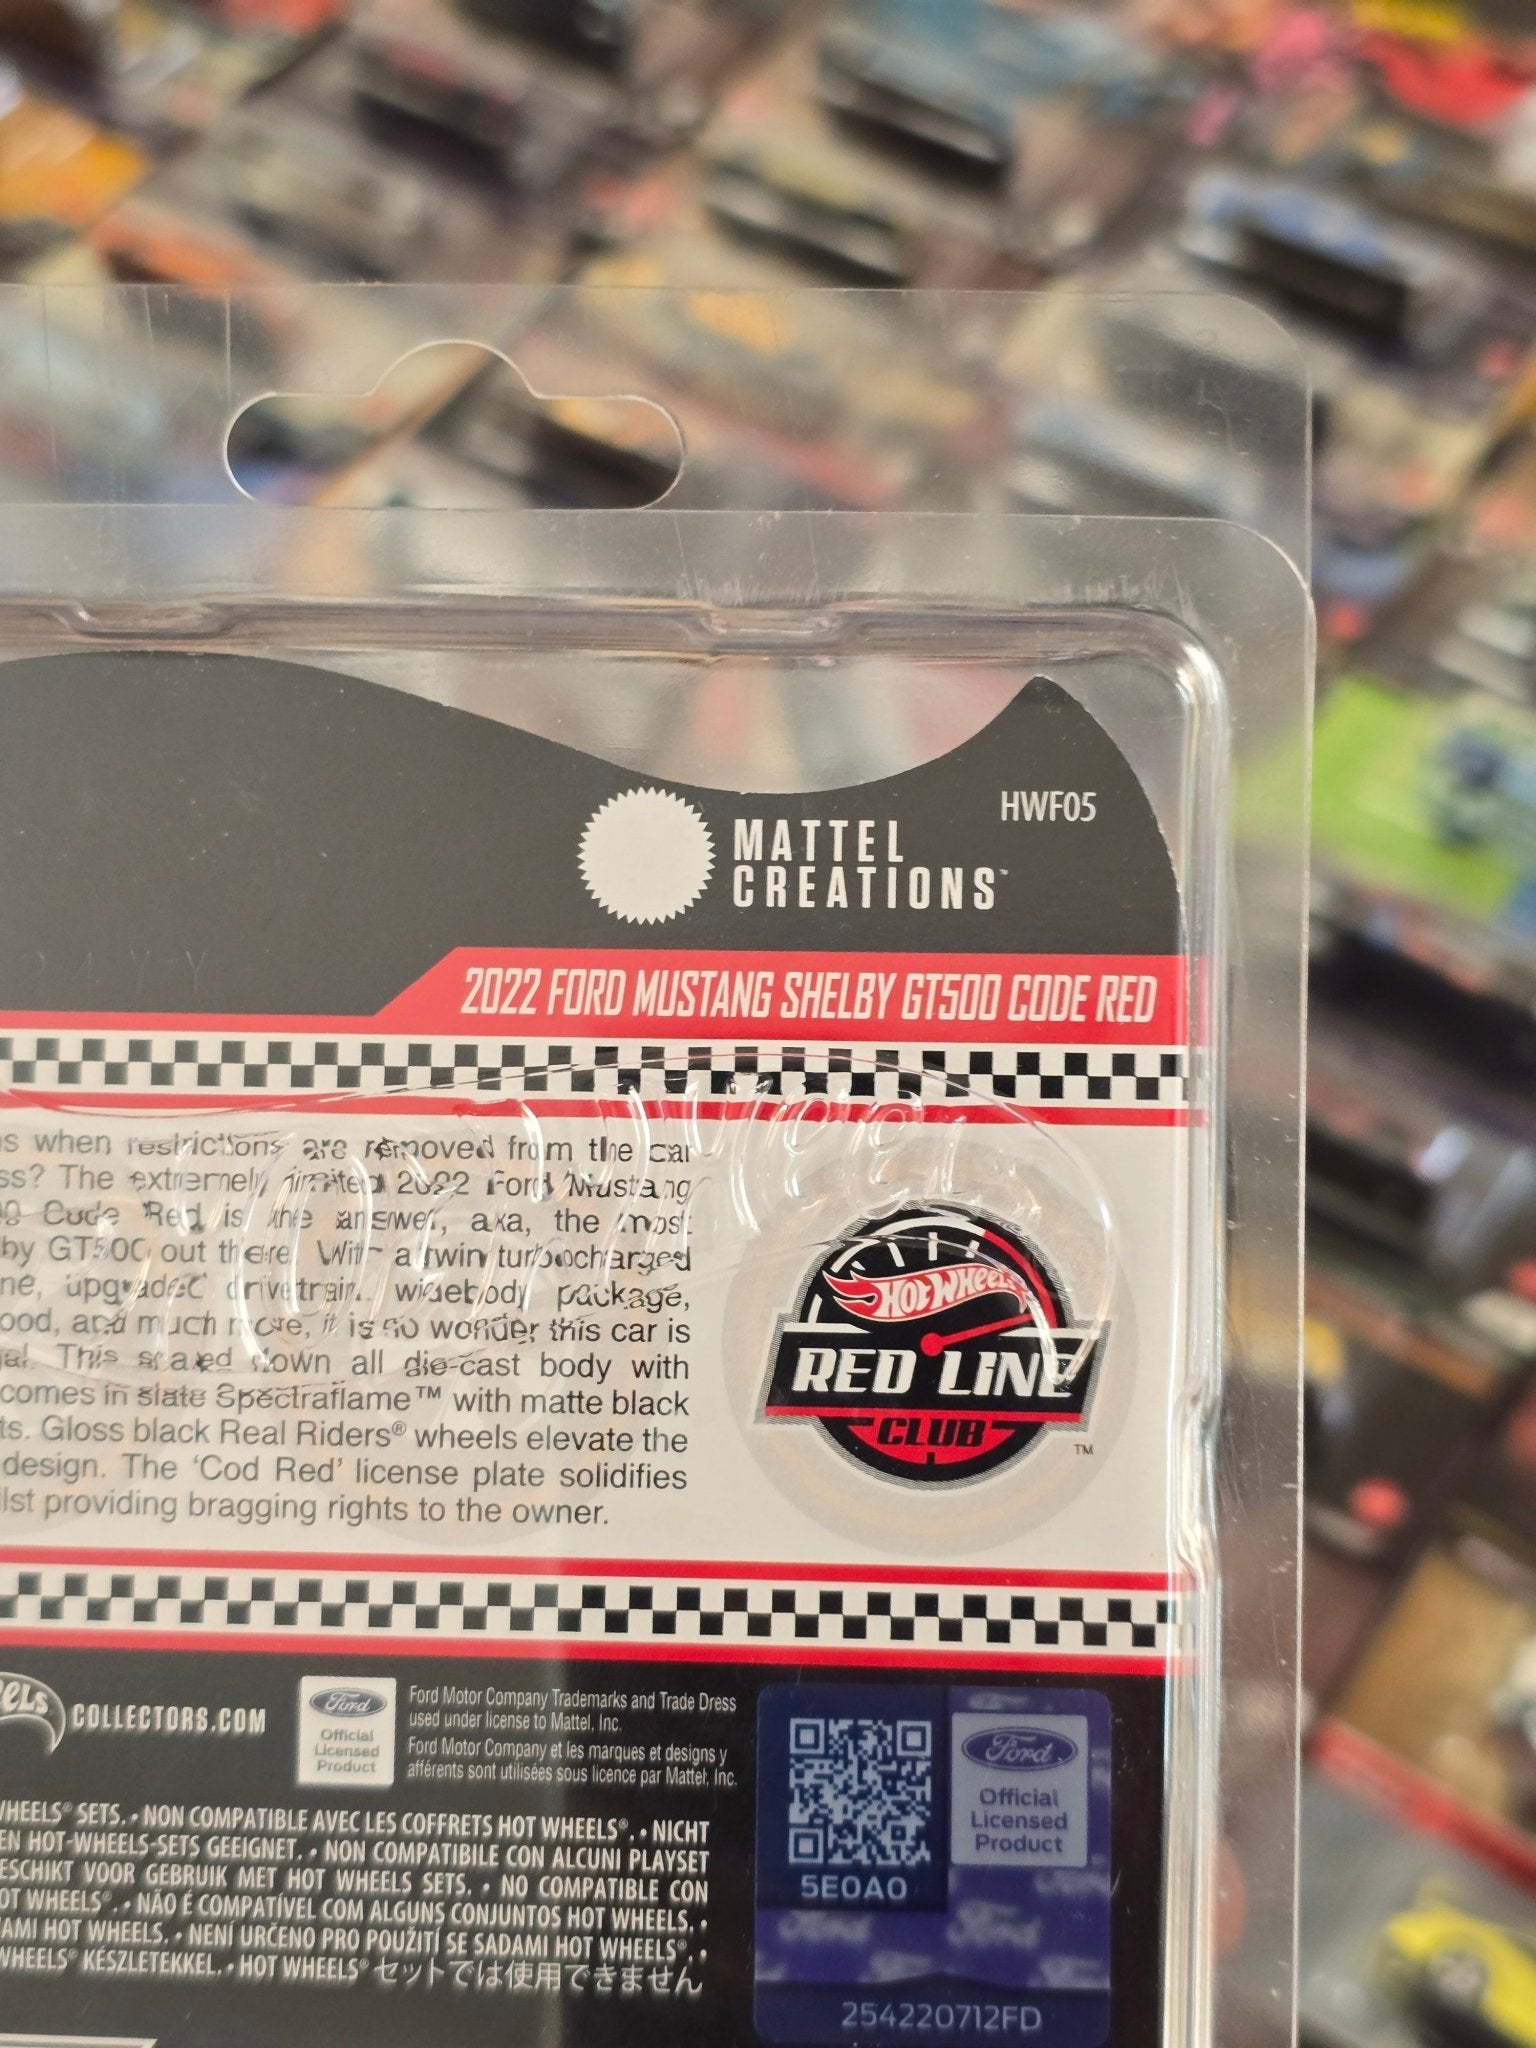 HWF05
MATTEL
CREATIONS™
2022 FORD MUSTANG SHELBY GT500 CODE RED
when restrictions are removed from the car
ss? The extremely limited 2022 Ford Mustang
Code Red is the answer, aka, the most
by GT500 out there. With a twin turbocharged
ne, upgraded drivetrain, widebody package,
ood, and much more, it is no wonder this car is
This scaled down all die-cast body with
comes in slate Spectraflame™ with matte black
ts. Gloss black Real Riders® wheels elevate the
design. The ‘Cod Red’ license plate solidifies
ilst providing bragging rights to the owner.
HOT WHEELS
RED LINE
CLUB
™
COLLECTORS.COM
Ford
Official
Licensed
Product
Ford Motor Company Trademarks and Trade Dress
used under license to Mattel, Inc.
Ford Motor Company et les marques et designs y
afférents sont utilisées sous licence par Mattel, Inc.
WHEELS® SETS. • NON COMPATIBLE AVEC LES COFFRETS HOT WHEELS®. • NICHT
EN HOT-WHEELS-SETS GEEIGNET. • NON COMPATIBILE CON ALCUNI PLAYSET
ESCHIKT VOOR GEBRUIK MET HOT WHEELS SETS. • NO COMPATIBLE CON
OT WHEELS®. • NÃO É COMPATÍVEL COM ALGUNS CONJUNTOS HOT WHEELS. •
AMI HOT WHEELS. • NENÍ URČENO PRO POUŽITÍ SE SADAMI HOT WHEELS®. •
WHEELS® KÉSZLETEKKEL. • HOT WHEELS® セットでは使用できません
Ford
Official
Licensed
Product
5E0A0
254220712FD